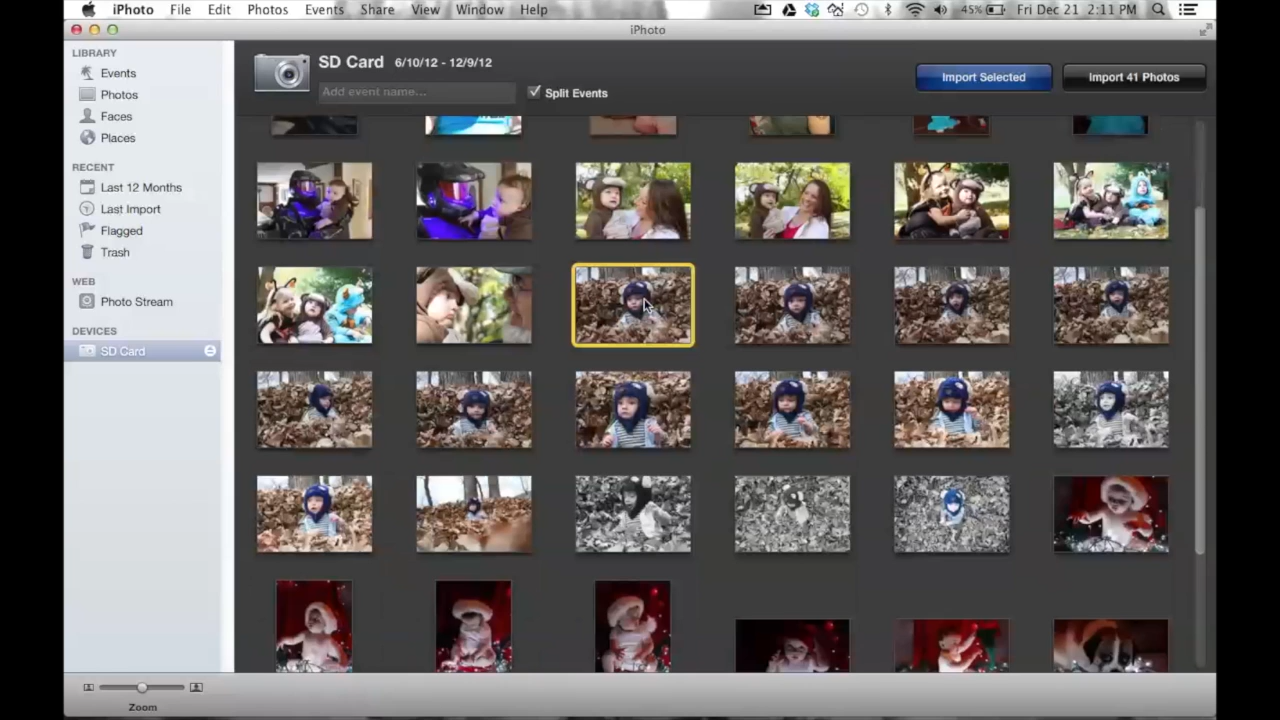 iPhoto File Edit Photos Events Share View Window Help 45% Fri Dec 21 2:11 PM
iPhoto
LIBRARY
Events
Photos
Faces
Places
RECENT
Last 12 Months
Last Import
Flagged
Trash
WEB
Photo Stream
DEVICES
SD Card
SD Card 6/10/12 - 12/9/12
Add event name...
Split Events
Import Selected
Import 41 Photos
Zoom